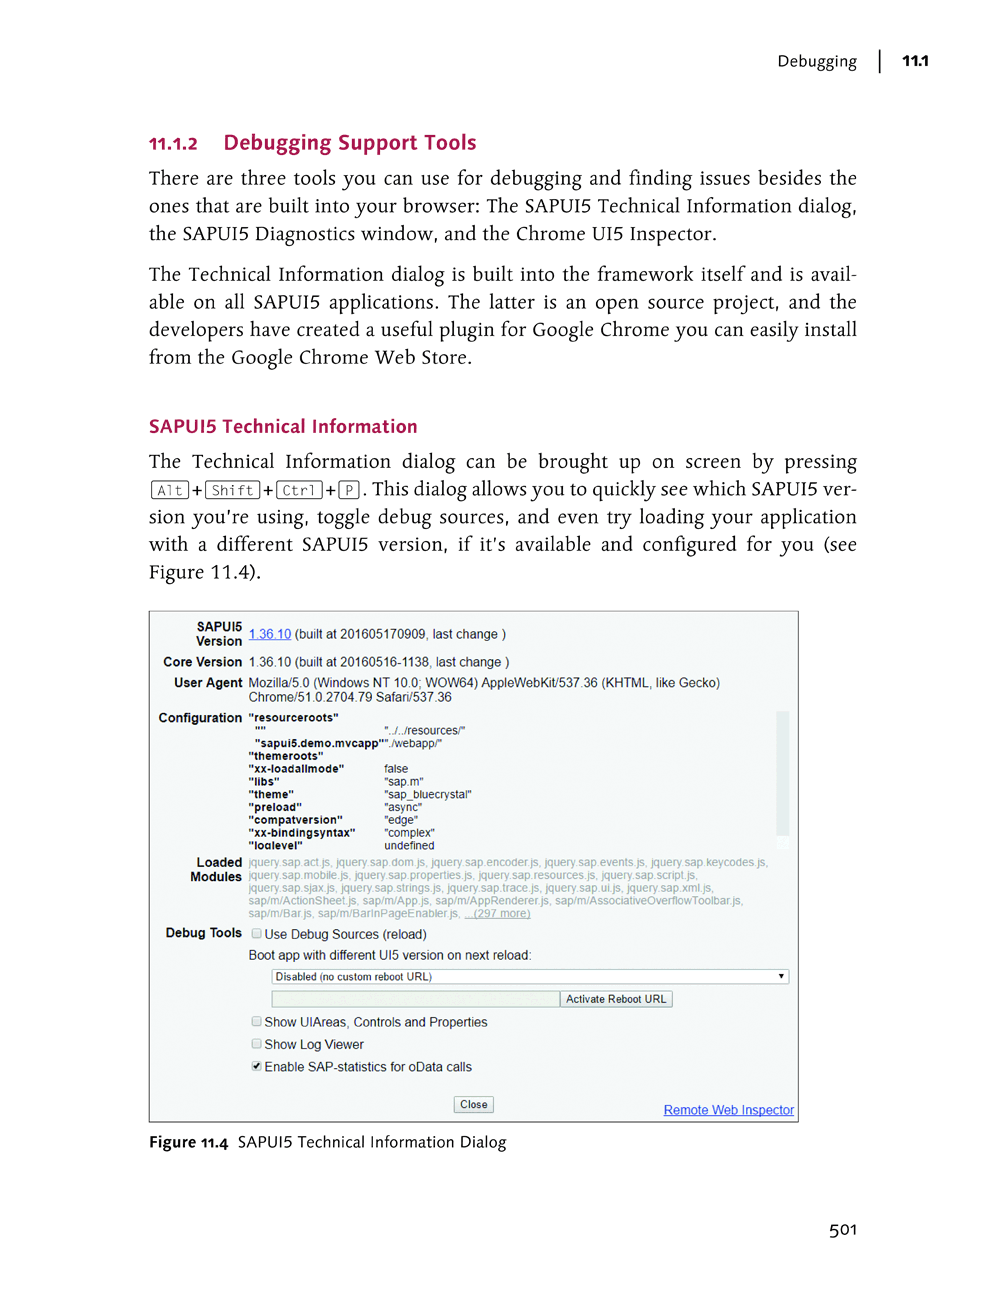 Debugging | 11.1
11.1.2 Debugging Support Tools
There are three tools you can use for debugging and finding issues besides the
ones that are built into your browser: The SAPUI5 Technical Information dialog,
the SAPUI5 Diagnostics window, and the Chrome UI5 Inspector.
The Technical Information dialog is built into the framework itself and is avail-
able on all SAPUI5 applications. The latter is an open source project, and the
developers have created a useful plugin for Google Chrome you can easily install
from the Google Chrome Web Store.
SAPUI5 Technical Information
The Technical Information dialog can be brought up on screen by pressing
Alt+Shift+Ctrl+P. This dialog allows you to quickly see which SAPUI5 ver-
sion you're using, toggle debug sources, and even try loading your application
with a different SAPUI5 version, if it's available and configured for you (see
Figure 11.4).
SAPUI5
Version 1.36.10 (built at 201605170909, last change )
Core Version 1.36.10 (built at 20160516-1138, last change )
User Agent Mozilla/5.0 (Windows NT 10.0; WOW64) AppleWebKit/537.36 (KHTML, like Gecko)
Chrome/51.0.2704.79 Safari/537.36
Configuration "resourceroots"
"" "../../resources/"
"sapui5.demo.mvcapp" "./webapp/"
"themeroots"
"xx-loadallmode" false
"libs" "sap.m"
"theme" "sap_bluecrystal"
"preload" "async"
"compatversion" "edge"
"xx-bindingsyntax" "complex"
"loglevel" undefined
Loaded jquery.sap.act.js, jquery.sap.dom.js, jquery.sap.encoder.js, jquery.sap.events.js, jquery.sap.keycodes.js,
Modules jquery.sap.mobile.js, jquery.sap.properties.js, jquery.sap.resources.js, jquery.sap.script.js,
jquery.sap.sjax.js, jquery.sap.strings.js, jquery.sap.trace.js, jquery.sap.ui.js, jquery.sap.xml.js,
sap/m/ActionSheet.js, sap/m/App.js, sap/m/AppRenderer.js, sap/m/AssociativeOverflowToolbar.js,
sap/m/Bar.js, sap/m/BarInPageEnabler.js, ...(297 more)
Debug Tools Use Debug Sources (reload)
Boot app with different UI5 version on next reload:
Disabled (no custom reboot URL)
Activate Reboot URL
Show UIAreas, Controls and Properties
Show Log Viewer
Enable SAP-statistics for oData calls
Close
Remote Web Inspector
Figure 11.4 SAPUI5 Technical Information Dialog
501